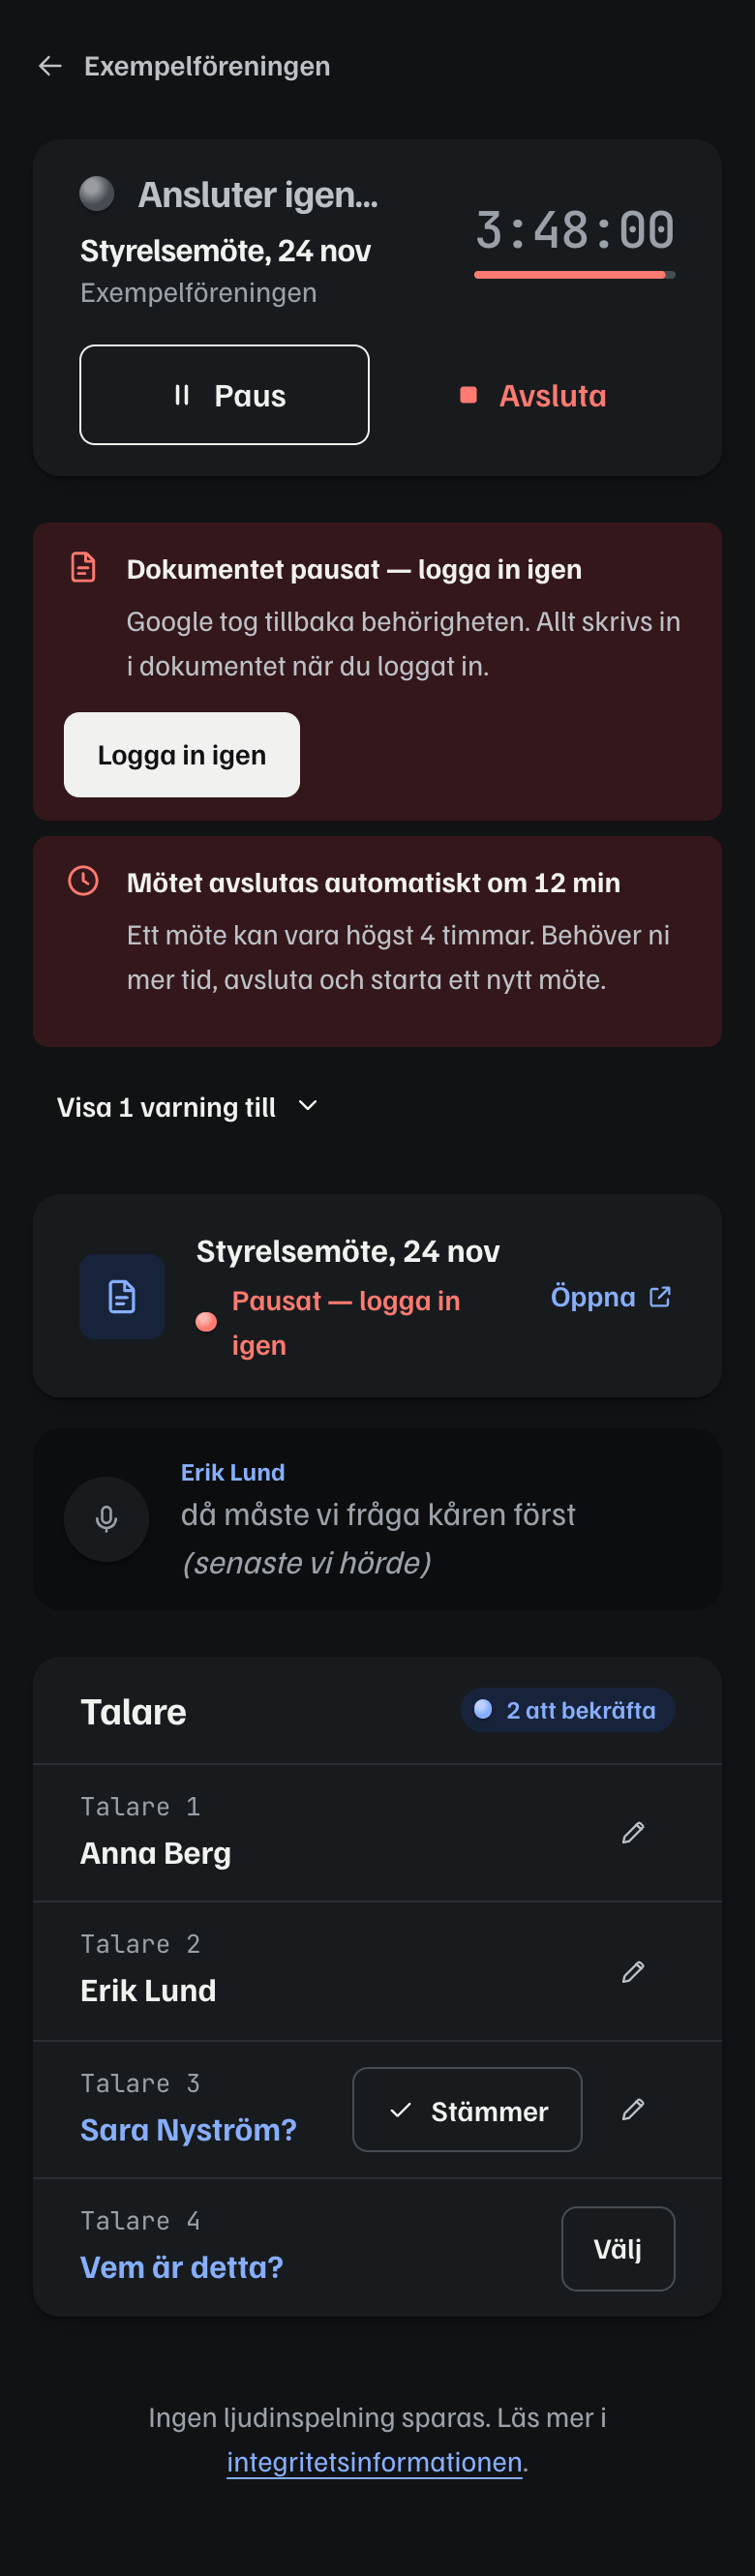 Exempelföreningen
Ansluter igen...
Styrelsemöte, 24 nov
Exempelföreningen
3:48:00
Paus
Avsluta
Dokumentet pausat — logga in igen
Google tog tillbaka behörigheten. Allt skrivs in
i dokumentet när du loggat in.
Logga in igen
Mötet avslutas automatiskt om 12 min
Ett möte kan vara högst 4 timmar. Behöver ni
mer tid, avsluta och starta ett nytt möte.
Visa 1 varning till
Styrelsemöte, 24 nov
Pausat — logga in
igen
Öppna
Erik Lund
då måste vi fråga kåren först
(senaste vi hörde)
Talare
2 att bekräfta
Talare 1
Anna Berg
Talare 2
Erik Lund
Talare 3
Sara Nyström?
Stämmer
Talare 4
Vem är detta?
Välj
Ingen ljudinspelning sparas. Läs mer i
integritetsinformationen.